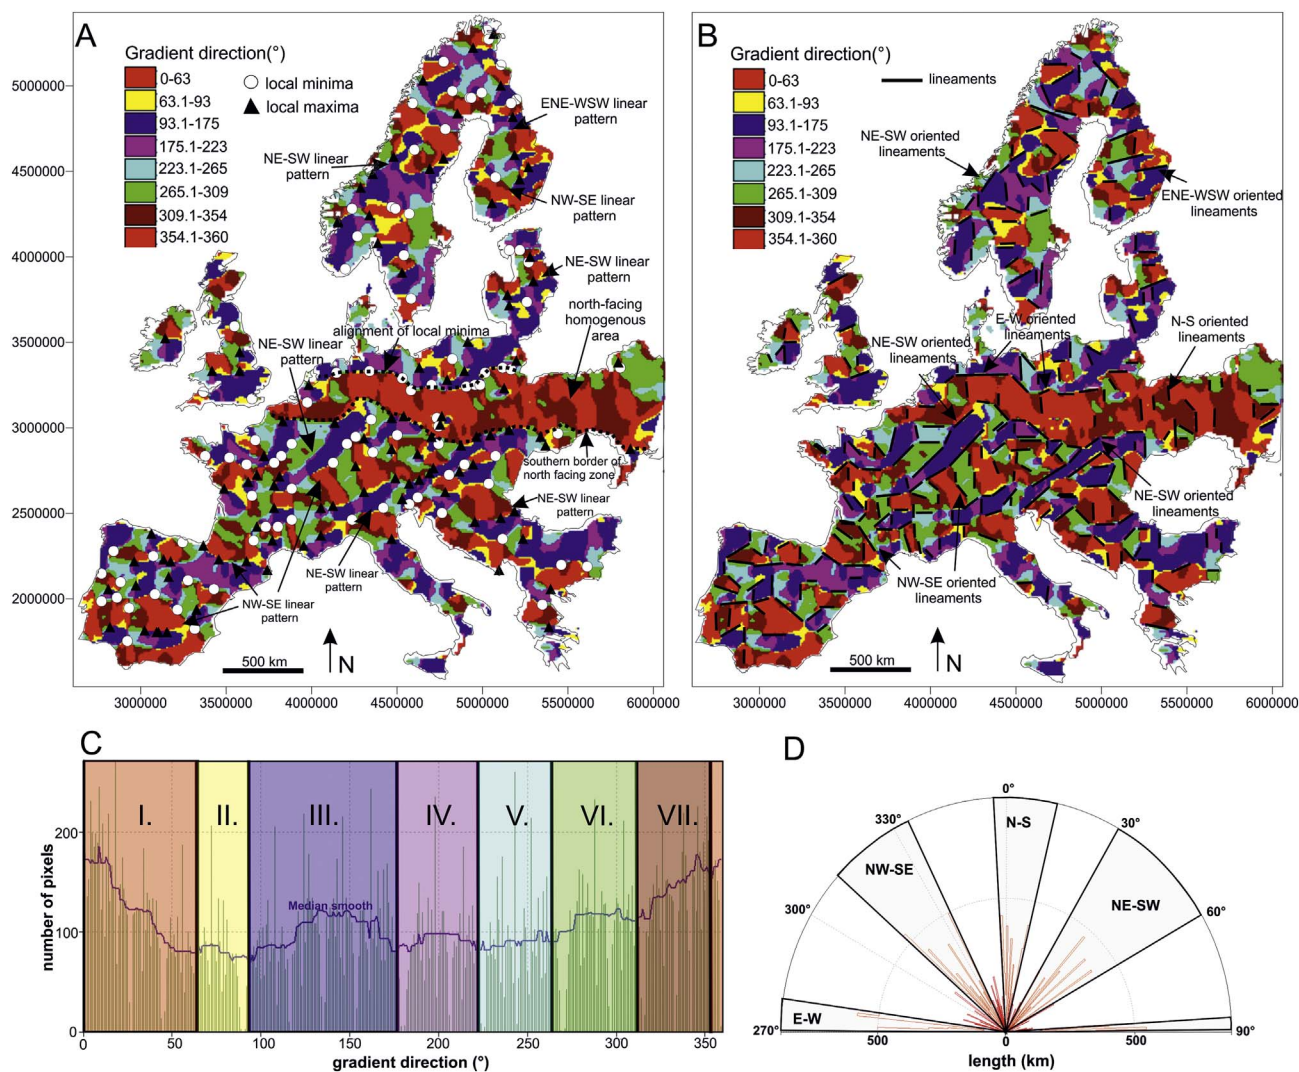 A
Gradient direction(°)
0-63
63.1-93
93.1-175
175.1-223
223.1-265
265.1-309
309.1-354
354.1-360
local minima
local maxima
ENE-WSW linear
pattern
NE-SW linear
pattern
NW-SE linear
pattern
NE-SW linear
pattern
north-facing
homogenous
area
alignment of local minima
NE-SW linear
pattern
southern border of
north facing zone
NE-SW linear
pattern
NE-SW linear
pattern
NW-SE linear
pattern
500 km
N
5000000
4500000
4000000
3500000
3000000
2500000
2000000
3000000
3500000
4000000
4500000
5000000
5500000
6000000
B
Gradient direction(°)
0-63
63.1-93
93.1-175
175.1-223
223.1-265
265.1-309
309.1-354
354.1-360
lineaments
NE-SW oriented
lineaments
ENE-WSW oriented
lineaments
E-W oriented
lineaments
N-S oriented
lineaments
NE-SW oriented
lineaments
NE-SW oriented
lineaments
NW-SE oriented
lineaments
500 km
N
3000000
3500000
4000000
4500000
5000000
5500000
6000000
C
I.
II.
III.
IV.
V.
VI.
VII.
Median smooth
number of pixels
200
100
0
0
50
100
150
200
250
300
350
gradient direction (°)
D
0°
330°
30°
300°
60°
270°
90°
N-S
NW-SE
NE-SW
E-W
500
0
500
length (km)